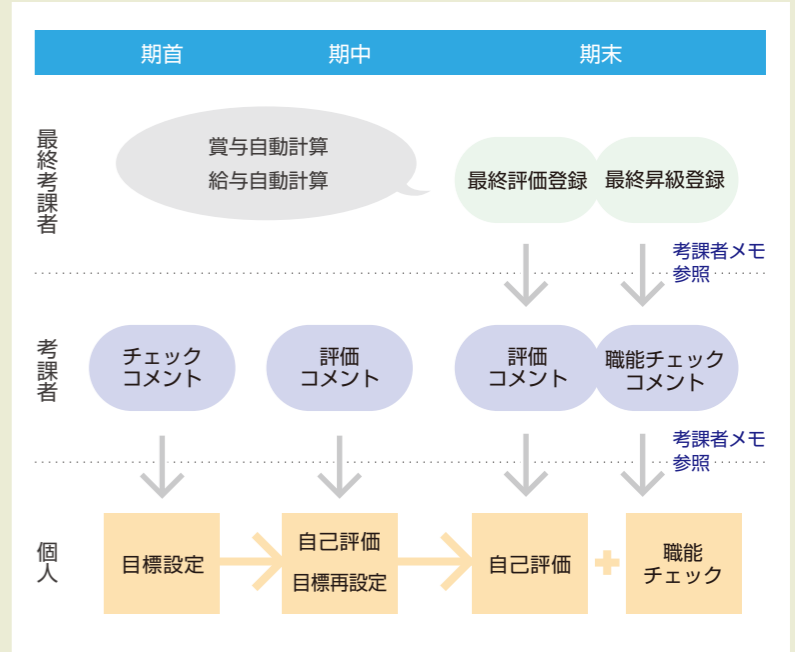 期首
期中
期末
最終考課者
賞与自動計算
給与自動計算
最終評価登録
最終昇級登録
考課者メモ
参照
考課者
チェック
コメント
評価
コメント
評価
コメント
職能チェック
コメント
考課者メモ
参照
個人
目標設定
自己評価
目標再設定
自己評価
職能
チェック